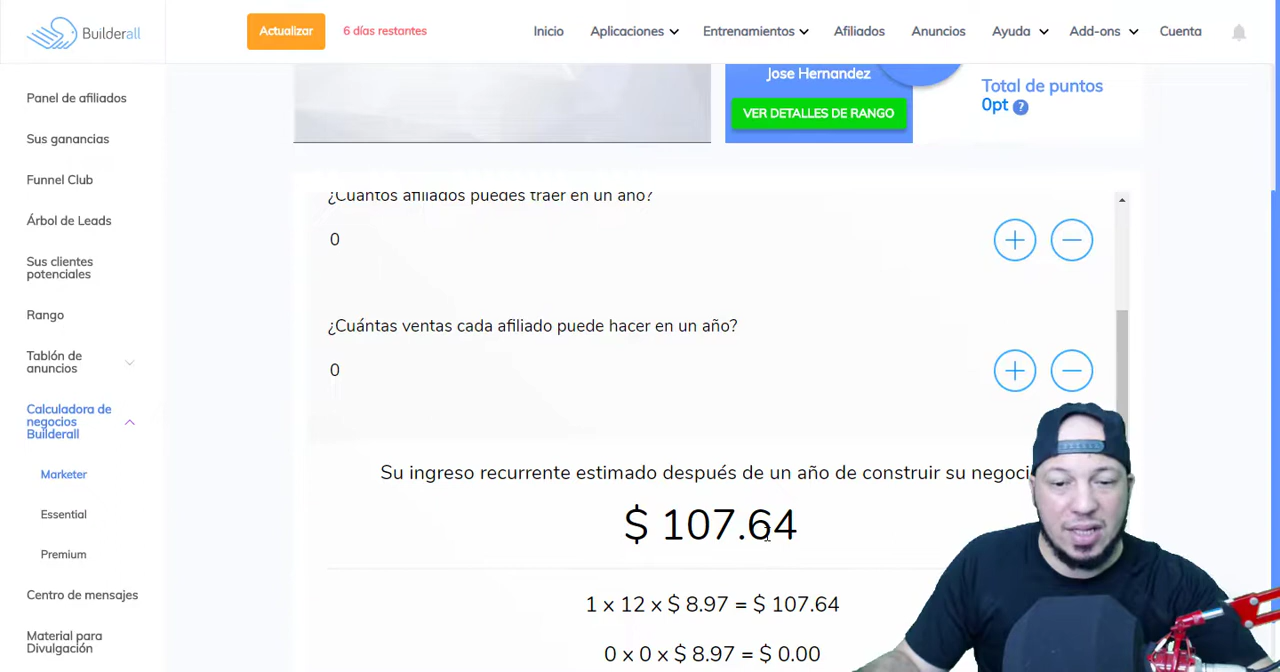 Builderall
Actualizar
6 días restantes
Inicio
Aplicaciones
Entrenamientos
Afiliados
Anuncios
Ayuda
Add-ons
Cuenta
Panel de afiliados
Sus ganancias
Funnel Club
Árbol de Leads
Sus clientes
potenciales
Rango
Tablón de
anuncios
Calculadora de
negocios
Builderall
Marketer
Essential
Premium
Centro de mensajes
Material para
Divulgación
Jose Hernandez
VER DETALLES DE RANGO
Total de puntos
0pt ?
¿Cuántos afiliados puedes traer en un año?
0
¿Cuántas ventas cada afiliado puede hacer en un año?
0
Su ingreso recurrente estimado después de un año de construir su negoci
$ 107.64
1 x 12 x $ 8.97 = $ 107.64
0 x 0 x $ 8.97 = $ 0.00